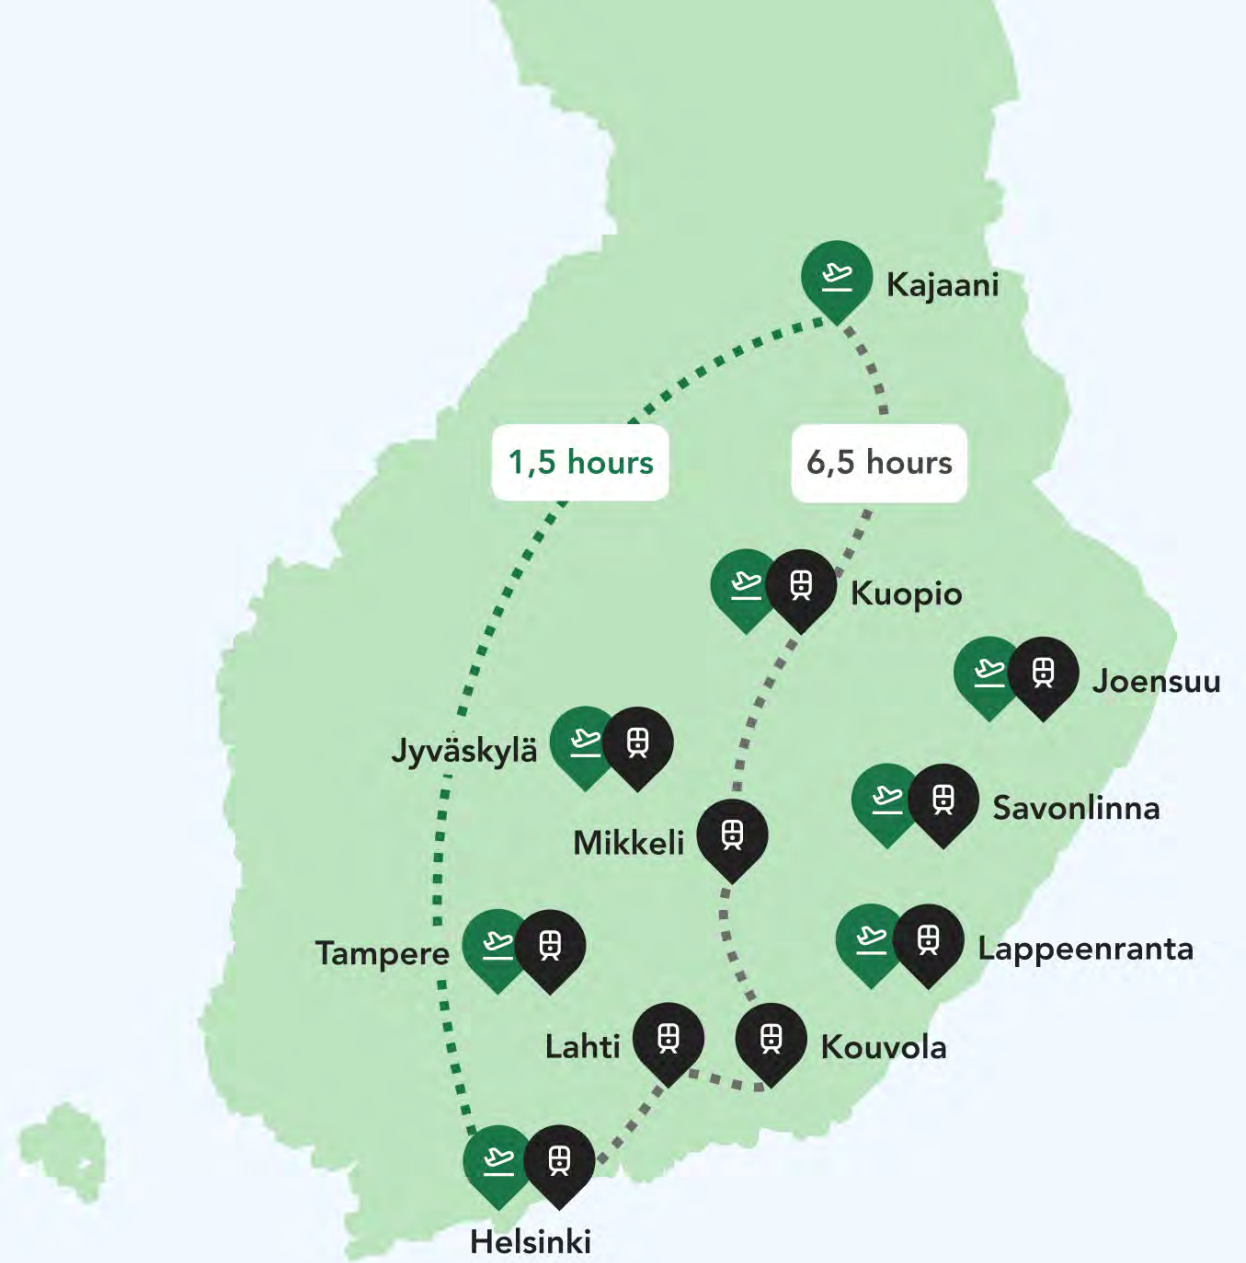 Kajaani
1,5 hours
6,5 hours
Kuopio
Joensuu
Jyväskylä
Savonlinna
Mikkeli
Lappeenranta
Tampere
Lahti
Kouvola
Helsinki